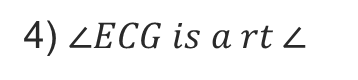 4) ∠ECG is a rt ∠